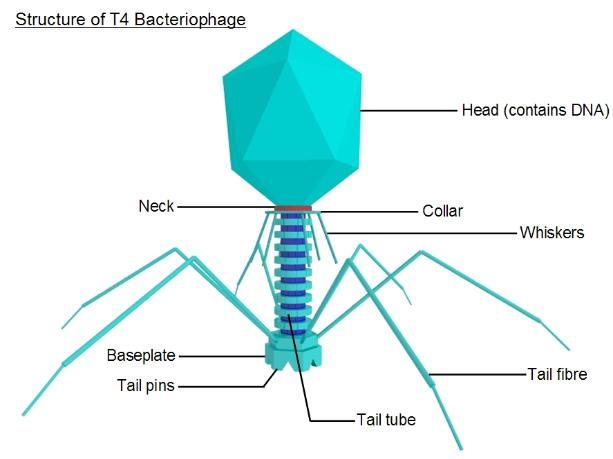 Structure of T4 Bacteriophage
Head (contains DNA)
Neck
Collar
Whiskers
Baseplate
Tail pins
Tail fibre
Tail tube